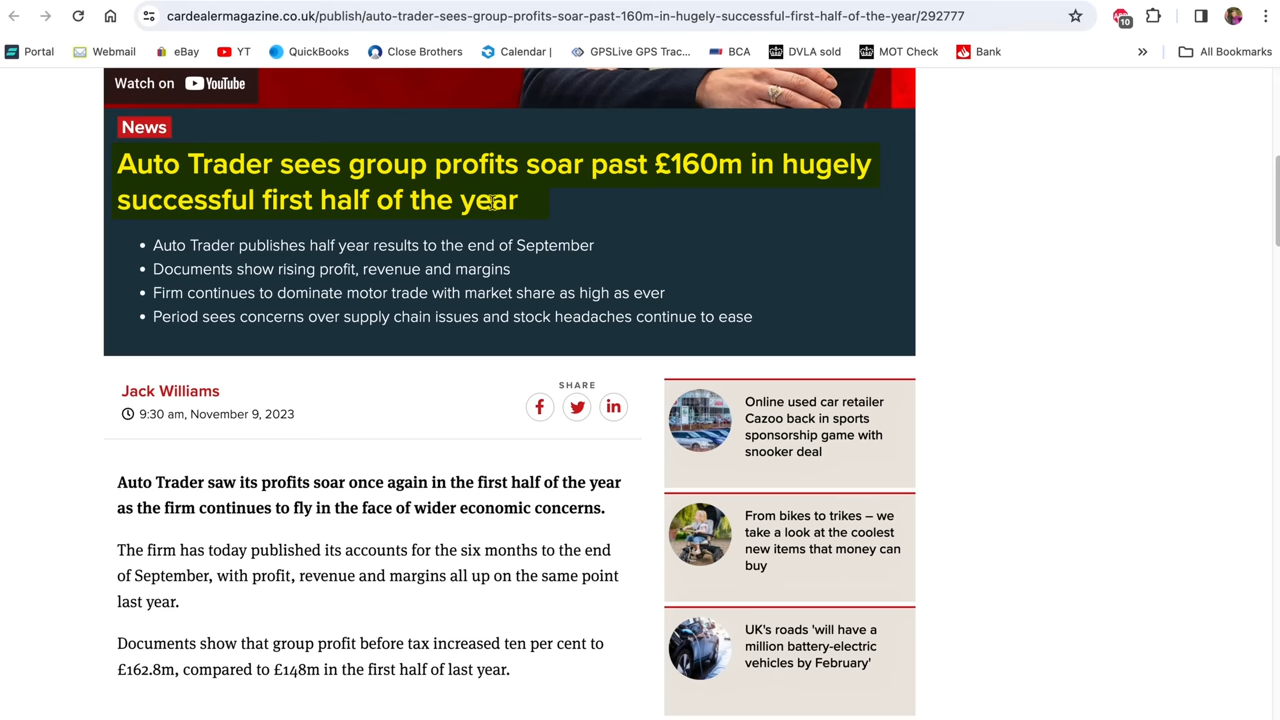 cardealermagazine.co.uk/publish/auto-trader-sees-group-profits-soar-past-160m-in-hugely-successful-first-half-of-the-year/292777
10
Portal
Webmail
eBay
YT
QuickBooks
Close Brothers
Calendar |
GPSLive GPS Trac...
BCA
DVLA sold
MOT Check
Bank
»
All Bookmarks
Watch on YouTube
News
Auto Trader sees group profits soar past £160m in hugely
successful first half of the year
• Auto Trader publishes half year results to the end of September
• Documents show rising profit, revenue and margins
• Firm continues to dominate motor trade with market share as high as ever
• Period sees concerns over supply chain issues and stock headaches continue to ease
Jack Williams
9:30 am, November 9, 2023
SHARE
Auto Trader saw its profits soar once again in the first half of the year
as the firm continues to fly in the face of wider economic concerns.
The firm has today published its accounts for the six months to the end
of September, with profit, revenue and margins all up on the same point
last year.
Documents show that group profit before tax increased ten per cent to
£162.8m, compared to £148m in the first half of last year.
Online used car retailer
Cazoo back in sports
sponsorship game with
snooker deal
From bikes to trikes – we
take a look at the coolest
new items that money can
buy
UK's roads 'will have a
million battery-electric
vehicles by February'